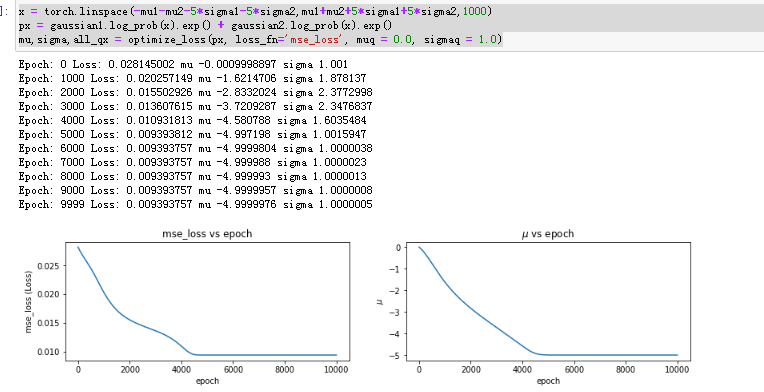 ]: x = torch.linspace(-mu1-mu2-5*sigma1-5*sigma2,mu1+mu2+5*sigma1+5*sigma2,1000)
px = gaussian1.log_prob(x).exp() + gaussian2.log_prob(x).exp()
mu,sigma,all_qx = optimize_loss(px, loss_fn='mse_loss', muq = 0.0, sigmaq = 1.0)
Epoch: 0 Loss: 0.028145002 mu -0.0009998897 sigma 1.001
Epoch: 1000 Loss: 0.020257149 mu -1.6214706 sigma 1.878137
Epoch: 2000 Loss: 0.015502926 mu -2.8332024 sigma 2.3772998
Epoch: 3000 Loss: 0.013607615 mu -3.7209287 sigma 2.3476837
Epoch: 4000 Loss: 0.010931813 mu -4.580788 sigma 1.6035484
Epoch: 5000 Loss: 0.009393812 mu -4.997198 sigma 1.0015947
Epoch: 6000 Loss: 0.009393757 mu -4.9999804 sigma 1.0000038
Epoch: 7000 Loss: 0.009393757 mu -4.999988 sigma 1.0000023
Epoch: 8000 Loss: 0.009393757 mu -4.999993 sigma 1.0000013
Epoch: 9000 Loss: 0.009393757 mu -4.9999957 sigma 1.0000008
Epoch: 9999 Loss: 0.009393757 mu -4.9999976 sigma 1.0000005
mse_loss vs epoch
mse_loss (Loss)
0.025
0.020
0.015
0.010
0 2000 4000 6000 8000 10000
epoch
μ vs epoch
μ
0
−1
−2
−3
−4
−5
0 2000 4000 6000 8000 10000
epoch